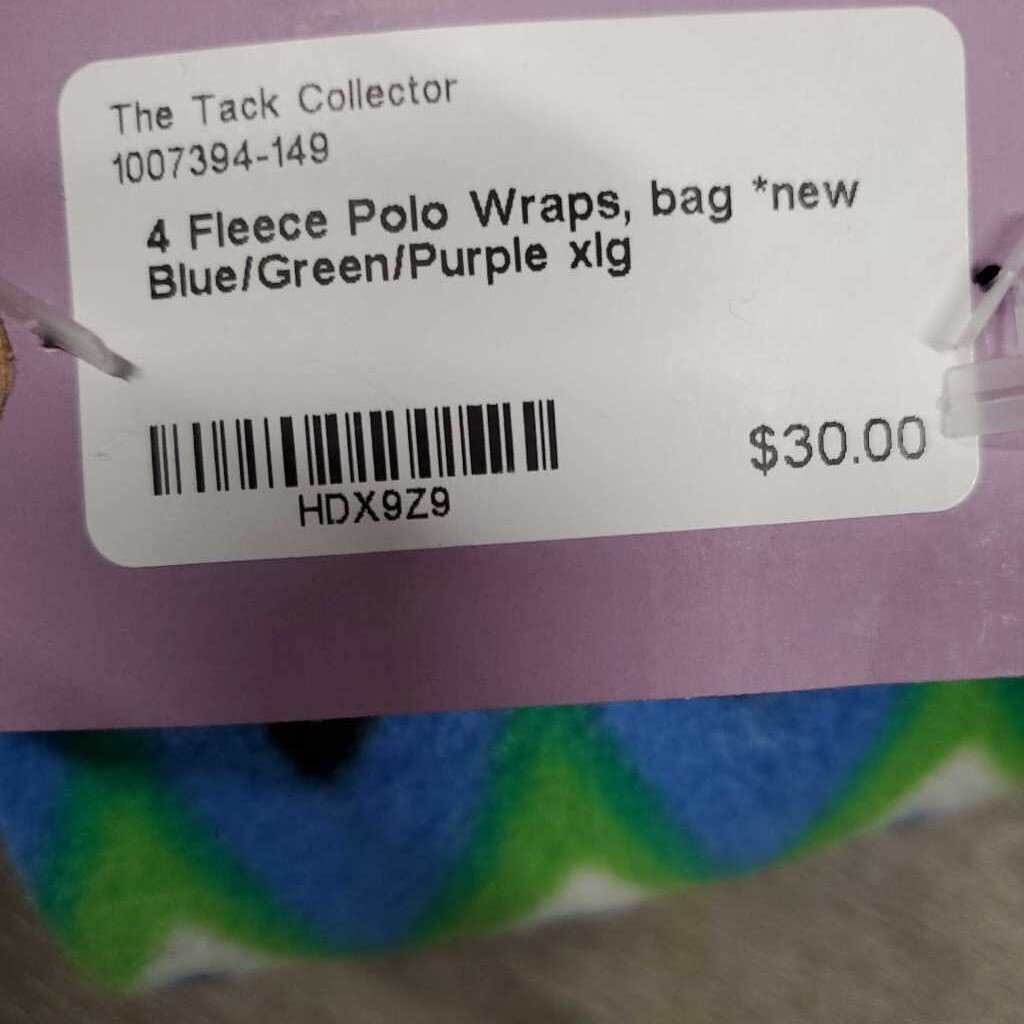 The Tack Collector
1007394-149
4 Fleece Polo Wraps, bag *new
Blue/Green/Purple xlg
HDX9Z9
$30.00